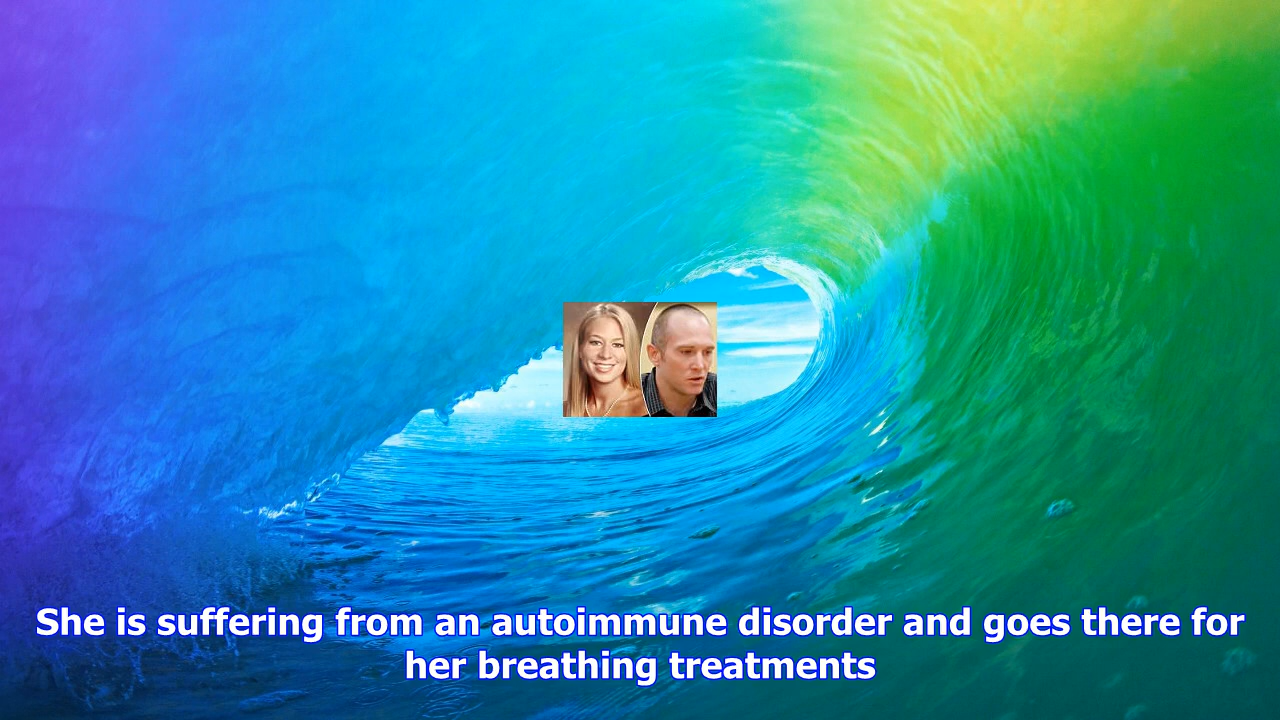 She is suffering from an autoimmune disorder and goes there for
her breathing treatments